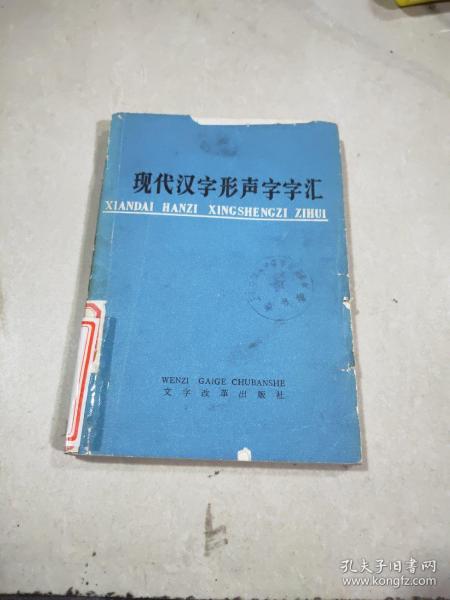 现代汉字形声字字汇
XIANDAI HANZI XINGSHENGZI ZIHUI
WENZI GAIGE CHUBANSHE
文字改革出版社
孔夫子旧书网
www.kongfz.com